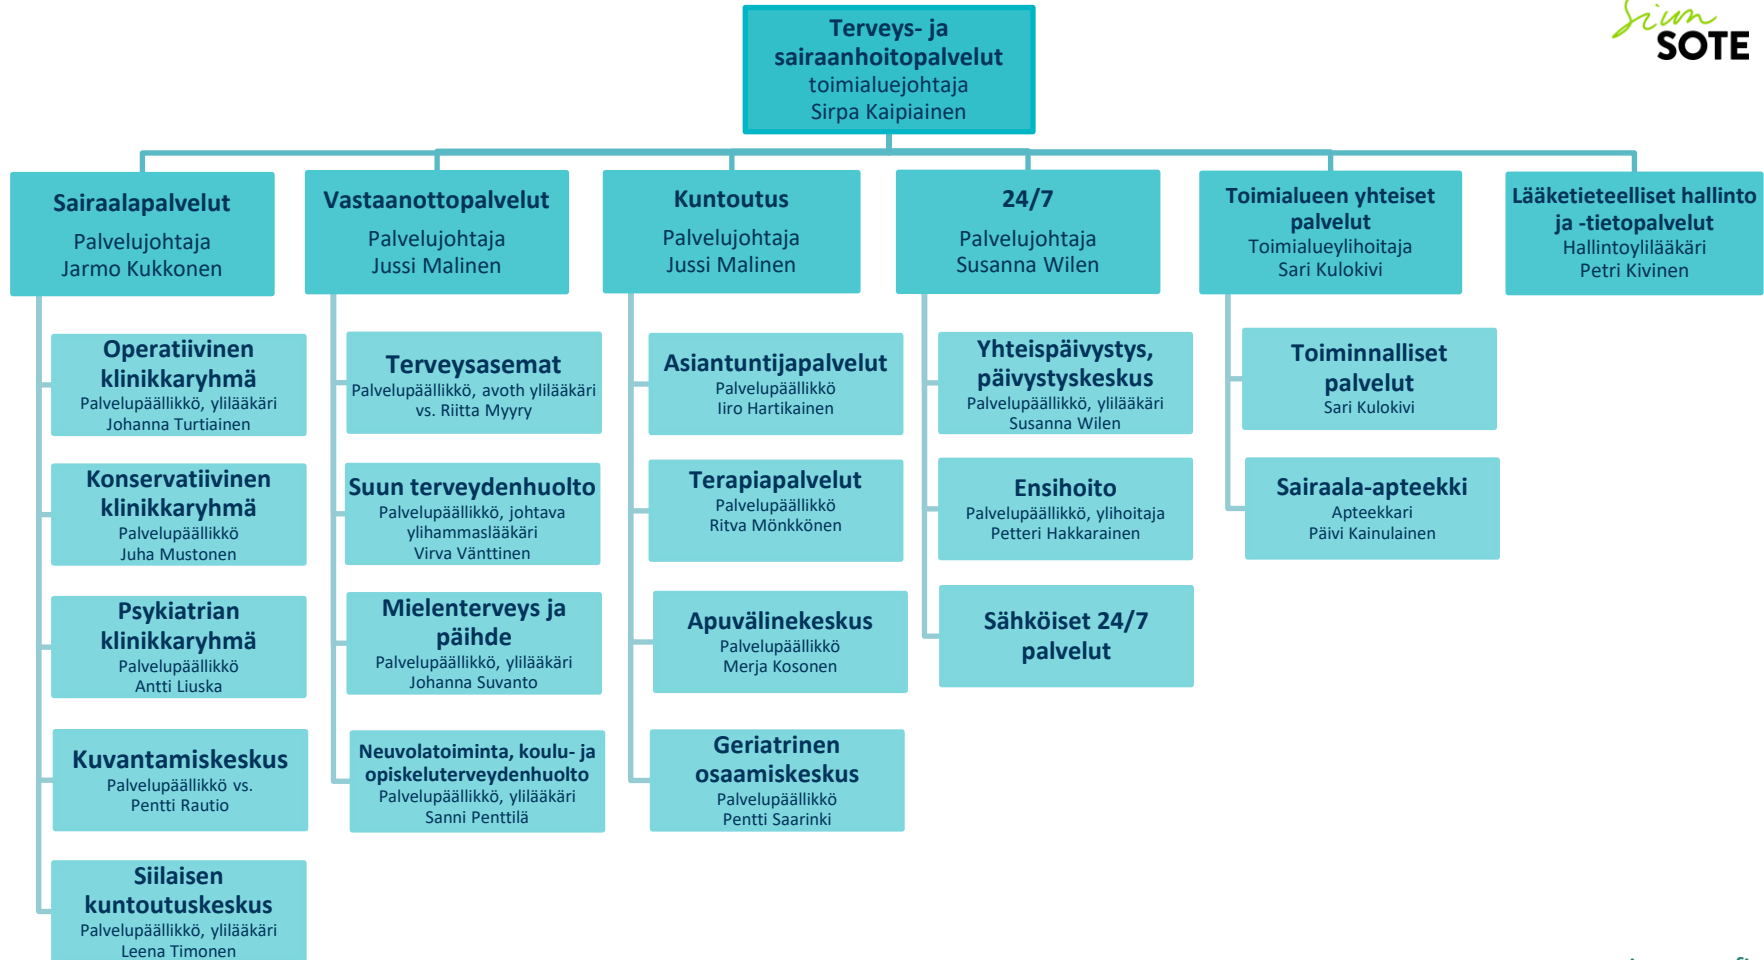 Siun
SOTE
Terveys- ja
sairaanhoitopalvelut
toimialuejohtaja
Sirpa Kaipiainen
Sairaalapalvelut
Palvelujohtaja
Jarmo Kukkonen
Operatiivinen
klinikkaryhmä
Palvelupäällikkö, ylilääkäri
Johanna Turtiainen
Konservatiivinen
klinikkaryhmä
Palvelupäällikkö
Juha Mustonen
Psykiatrian
klinikkaryhmä
Palvelupäällikkö
Antti Liuska
Kuvantamiskeskus
Palvelupäällikkö vs.
Pentti Rautio
Siilaisen
kuntoutuskeskus
Palvelupäällikkö, ylilääkäri
Leena Timonen
Vastaanottopalvelut
Palvelujohtaja
Jussi Malinen
Terveysasemat
Palvelupäällikkö, avoth ylilääkäri
vs. Riitta Myyry
Suun terveydenhuolto
Palvelupäällikkö, johtava
ylihammaslääkäri
Virva Vänttinen
Mielenterveys ja
päihde
Palvelupäällikkö, ylilääkäri
Johanna Suvanto
Neuvolatoiminta, koulu- ja
opiskeluterveydenhuolto
Palvelupäällikkö, ylilääkäri
Sanni Penttilä
Kuntoutus
Palvelujohtaja
Jussi Malinen
Asiantuntijapalvelut
Palvelupäällikkö
Iiro Hartikainen
Terapiapalvelut
Palvelupäällikkö
Ritva Mönkkönen
Apuvälinekeskus
Palvelupäällikkö
Merja Kosonen
Geriatrinen
osaamiskeskus
Palvelupäällikkö
Pentti Saarinki
24/7
Palvelujohtaja
Susanna Wilen
Yhteispäivystys,
päivystyskeskus
Palvelupäällikkö, ylilääkäri
Susanna Wilen
Ensihoito
Palvelupäällikkö, ylihoitaja
Petteri Hakkarainen
Sähköiset 24/7
palvelut
Toimialueen yhteiset
palvelut
Toimialueylihoitaja
Sari Kulokivi
Toiminnalliset
palvelut
Sari Kulokivi
Sairaala-apteekki
Apteekkari
Päivi Kainulainen
Lääketieteelliset hallinto
ja -tietopalvelut
Hallintoylilääkäri
Petri Kivinen